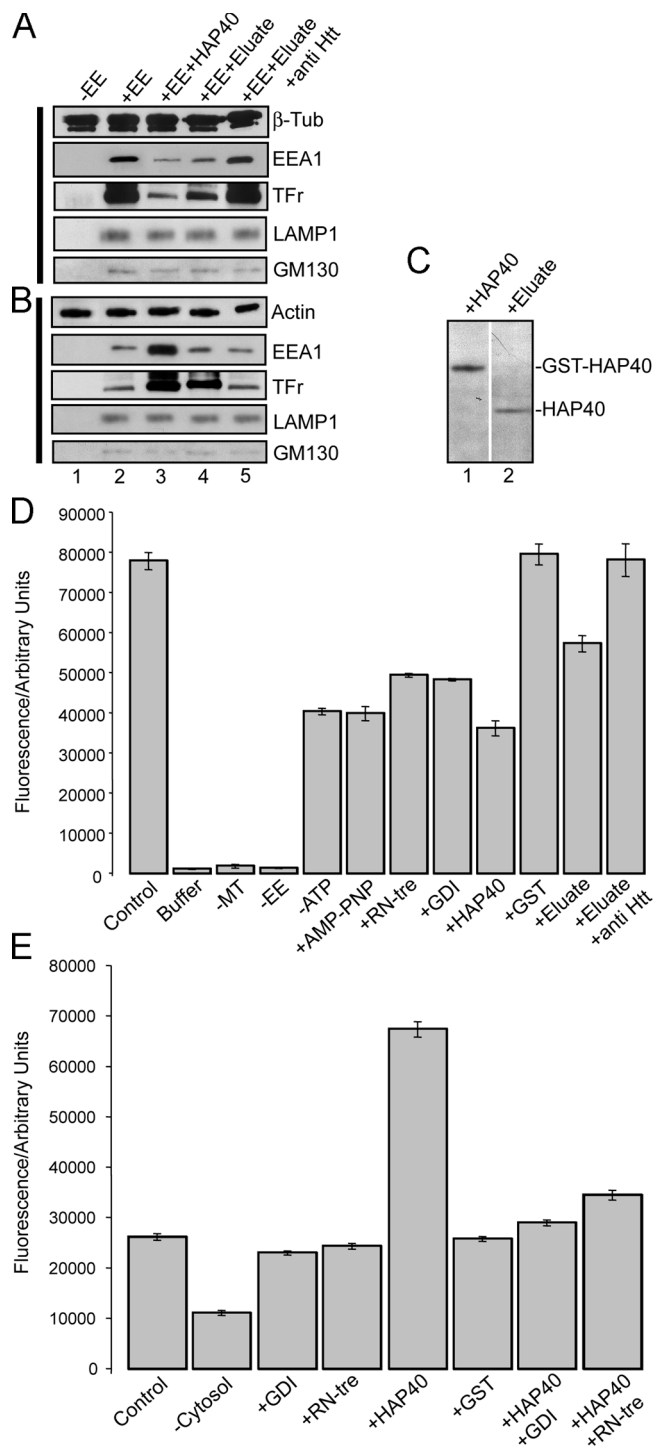 A
-EE
+EE
+EE+HAP40
+EE+Eluate
+EE+Eluate
+anti Htt
β-Tub
EEA1
TFr
LAMP1
GM130
B
Actin
EEA1
TFr
LAMP1
GM130
1 2 3 4 5
C
+HAP40
+Eluate
-GST-HAP40
-HAP40
1 2
D
Fluorescence/Arbitrary Units
90000
80000
70000
60000
50000
40000
30000
20000
10000
0
Control
Buffer
-MT
-EE
-ATP
+AMP-PNP
+RN-tre
+GDI
+HAP40
+GST
+Eluate
+Eluate
+anti Htt
E
Fluorescence/Arbitrary Units
80000
70000
60000
50000
40000
30000
20000
10000
0
Control
-Cytosol
+GDI
+RN-tre
+HAP40
+GST
+HAP40
+GDI
+HAP40
+RN-tre